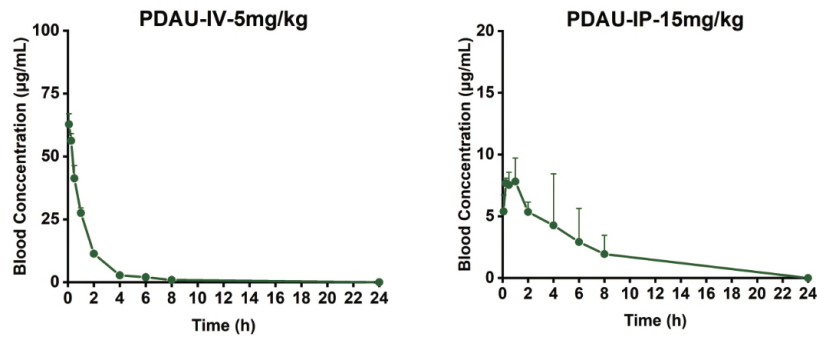 PDAU-IV-5mg/kg
100
75
50
25
0
0 2 4 6 8 10 12 14 16 18 20 22 24
Blood Conccentration (µg/mL)
Time (h)
PDAU-IP-15mg/kg
20
15
10
5
0
0 2 4 6 8 10 12 14 16 18 20 22 24
Blood Conccentration (µg/mL)
Time (h)